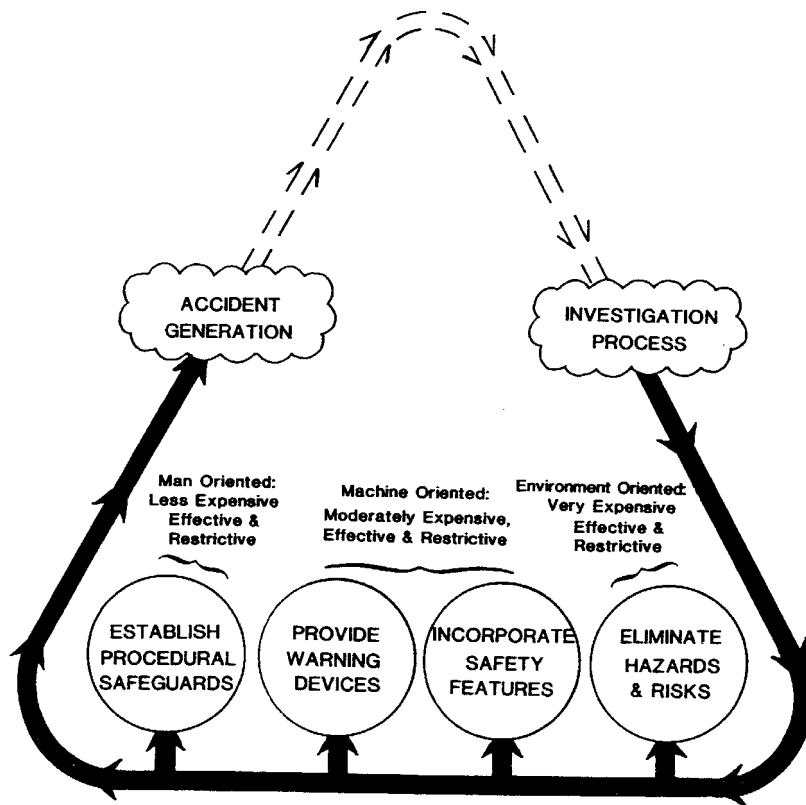 ACCIDENT
GENERATION
INVESTIGATION
PROCESS
Man Oriented:
Less Expensive
Effective &
Restrictive
Machine Oriented:
Moderately Expensive,
Effective & Restrictive
Environment Oriented:
Very Expensive
Effective &
Restrictive
ESTABLISH
PROCEDURAL
SAFEGUARDS
PROVIDE
WARNING
DEVICES
INCORPORATE
SAFETY
FEATURES
ELIMINATE
HAZARDS
& RISKS